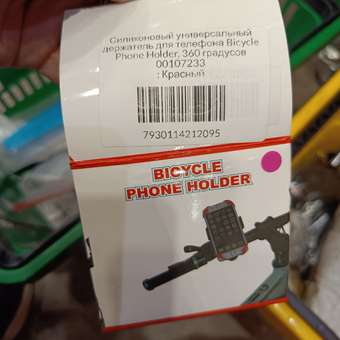 Силиконовый универсальный
держатель для телефона Bicycle
Phone Holder, 360 градусов
00107233
: Красный
7930114212095
BICYCLE
PHONE HOLDER